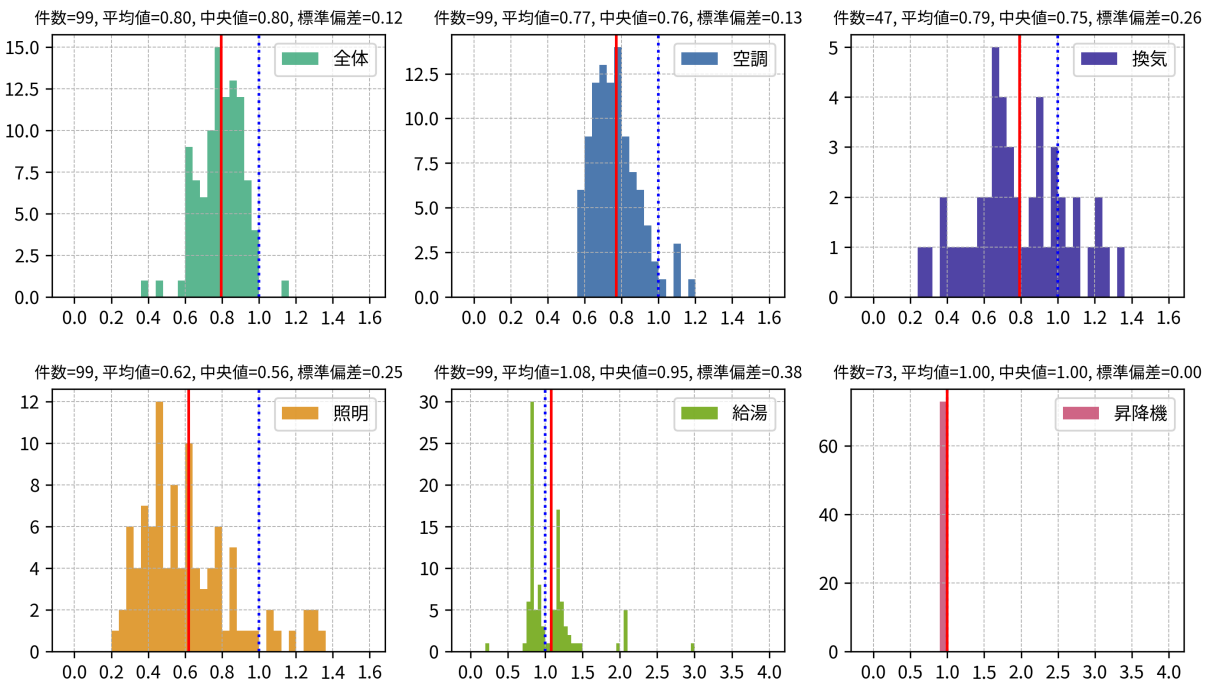 件数=99, 平均値=0.80, 中央値=0.80, 標準偏差=0.12
全体
15.0
12.5
10.0
7.5
5.0
2.5
0.0
0.0 0.2 0.4 0.6 0.8 1.0 1.2 1.4 1.6
件数=99, 平均値=0.77, 中央値=0.76, 標準偏差=0.13
空調
12.5
10.0
7.5
5.0
2.5
0.0
0.0 0.2 0.4 0.6 0.8 1.0 1.2 1.4 1.6
件数=47, 平均値=0.79, 中央値=0.75, 標準偏差=0.26
換気
5
4
3
2
1
0
0.0 0.2 0.4 0.6 0.8 1.0 1.2 1.4 1.6
件数=99, 平均値=0.62, 中央値=0.56, 標準偏差=0.25
照明
12
10
8
6
4
2
0
0.0 0.2 0.4 0.6 0.8 1.0 1.2 1.4 1.6
件数=99, 平均値=1.08, 中央値=0.95, 標準偏差=0.38
給湯
30
25
20
15
10
5
0
0.0 0.5 1.0 1.5 2.0 2.5 3.0 3.5 4.0
件数=73, 平均値=1.00, 中央値=1.00, 標準偏差=0.00
昇降機
60
40
20
0
0.0 0.5 1.0 1.5 2.0 2.5 3.0 3.5 4.0